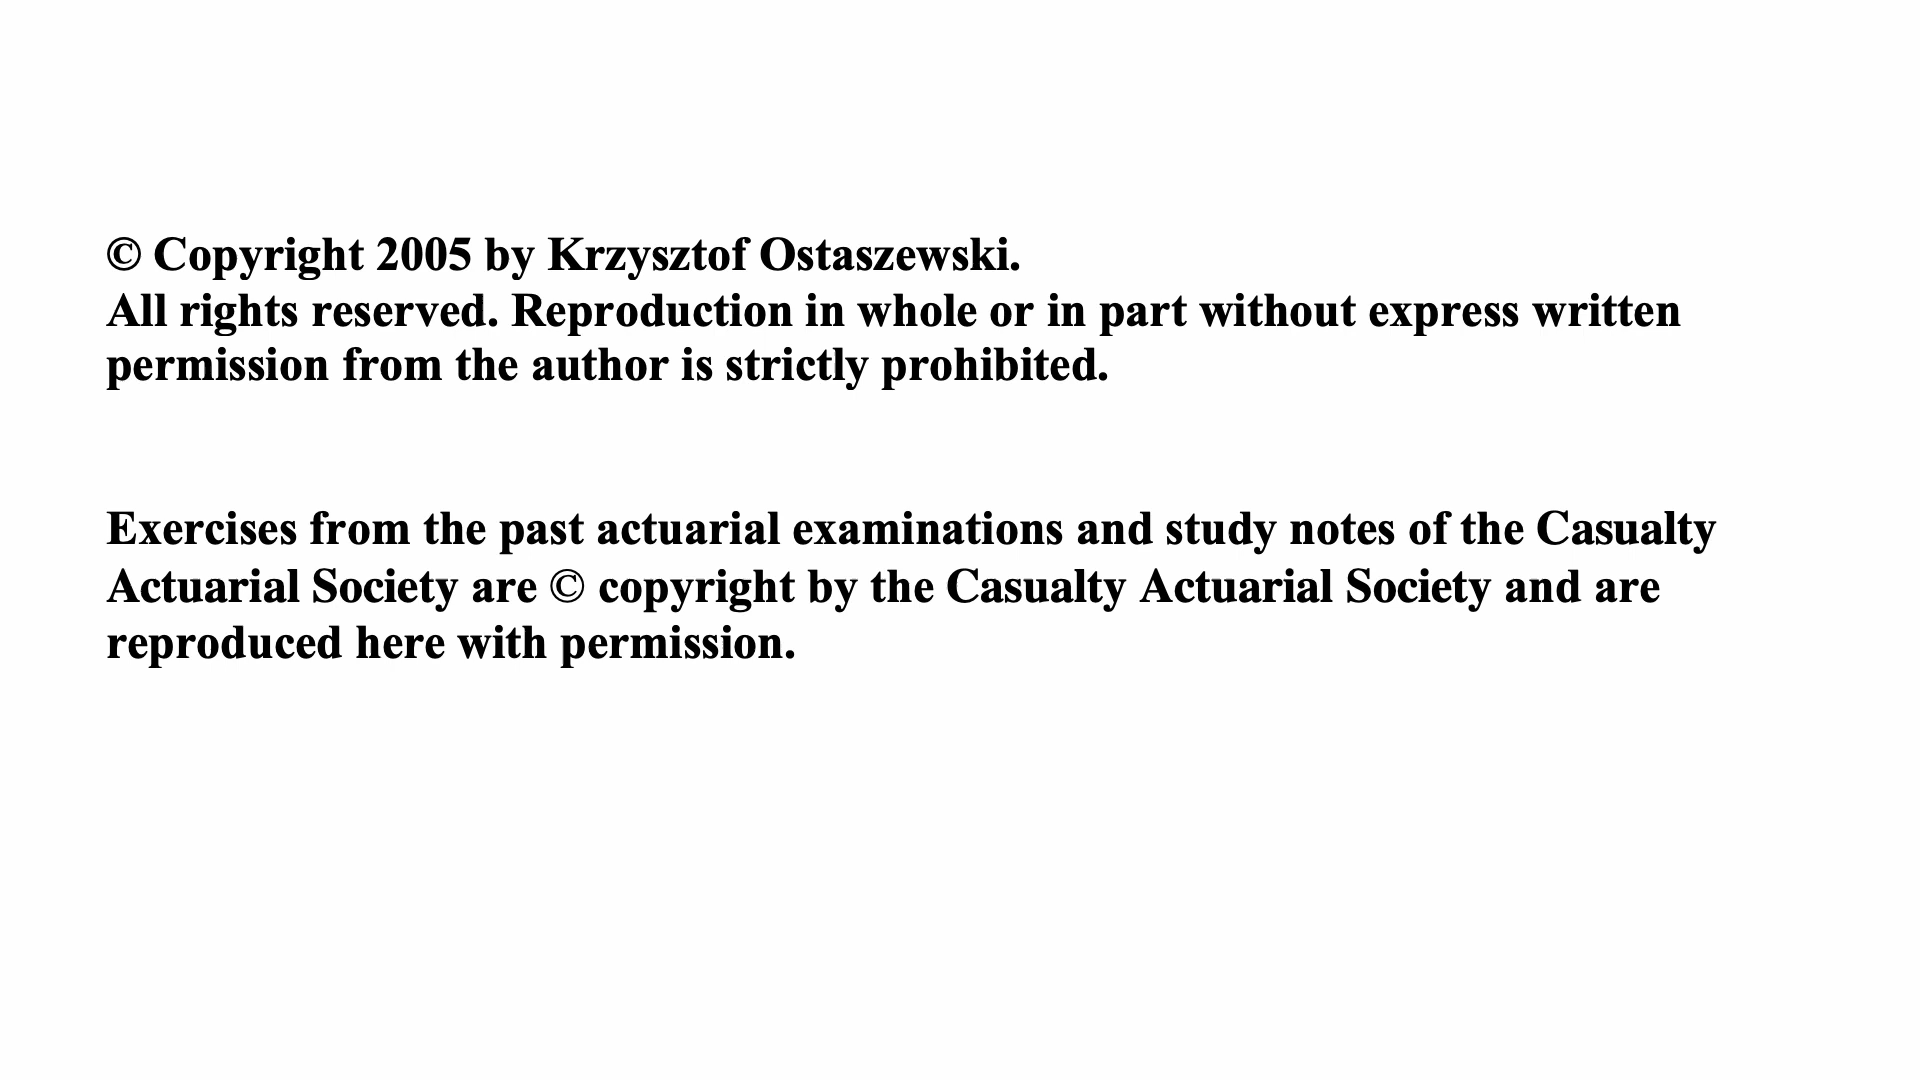 © Copyright 2005 by Krzysztof Ostaszewski.
All rights reserved. Reproduction in whole or in part without express written
permission from the author is strictly prohibited.
Exercises from the past actuarial examinations and study notes of the Casualty
Actuarial Society are © copyright by the Casualty Actuarial Society and are
reproduced here with permission.